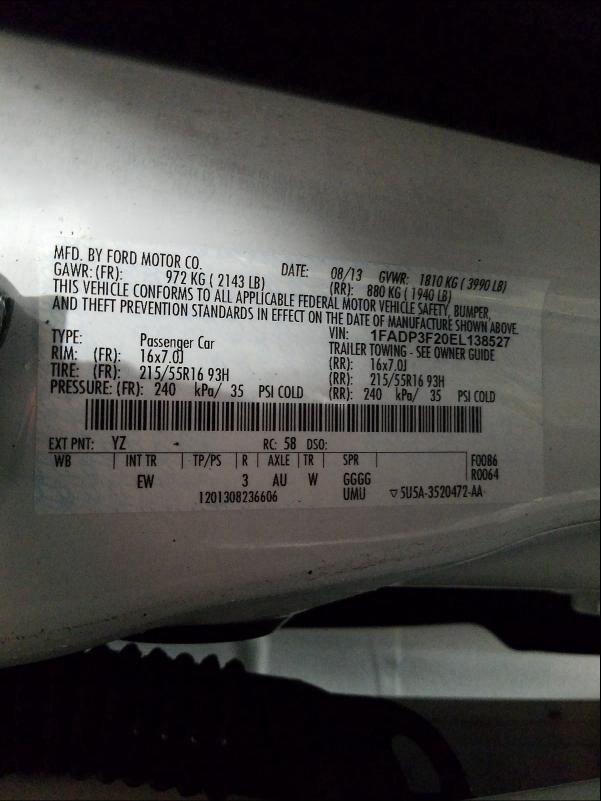 MFD. BY FORD MOTOR CO. DATE: 08/13 GVWR: 1810 KG ( 3990 LB)
GAWR: (FR): 972 KG ( 2143 LB) (RR): 880 KG ( 1940 LB)
THIS VEHICLE CONFORMS TO ALL APPLICABLE FEDERAL MOTOR VEHICLE SAFETY, BUMPER,
AND THEFT PREVENTION STANDARDS IN EFFECT ON THE DATE OF MANUFACTURE SHOWN ABOVE.
VIN: 1FADP3F20EL138527
TYPE: Passenger Car TRAILER TOWING - SEE OWNER GUIDE
RIM: (FR): 16x7.0J (RR): 16x7.0J
TIRE: (FR): 215/55R16 93H (RR): 215/55R16 93H
PRESSURE: (FR): 240 kPa/ 35 PSI COLD (RR): 240 kPa/ 35 PSI COLD
EXT PNT: YZ RC: 58 DSO:
WB INT TR TP/PS R AXLE TR SPR F0086
EW 3 AU W GGGG R0064
1201308236606 UMU ▽5U5A-3520472-AA